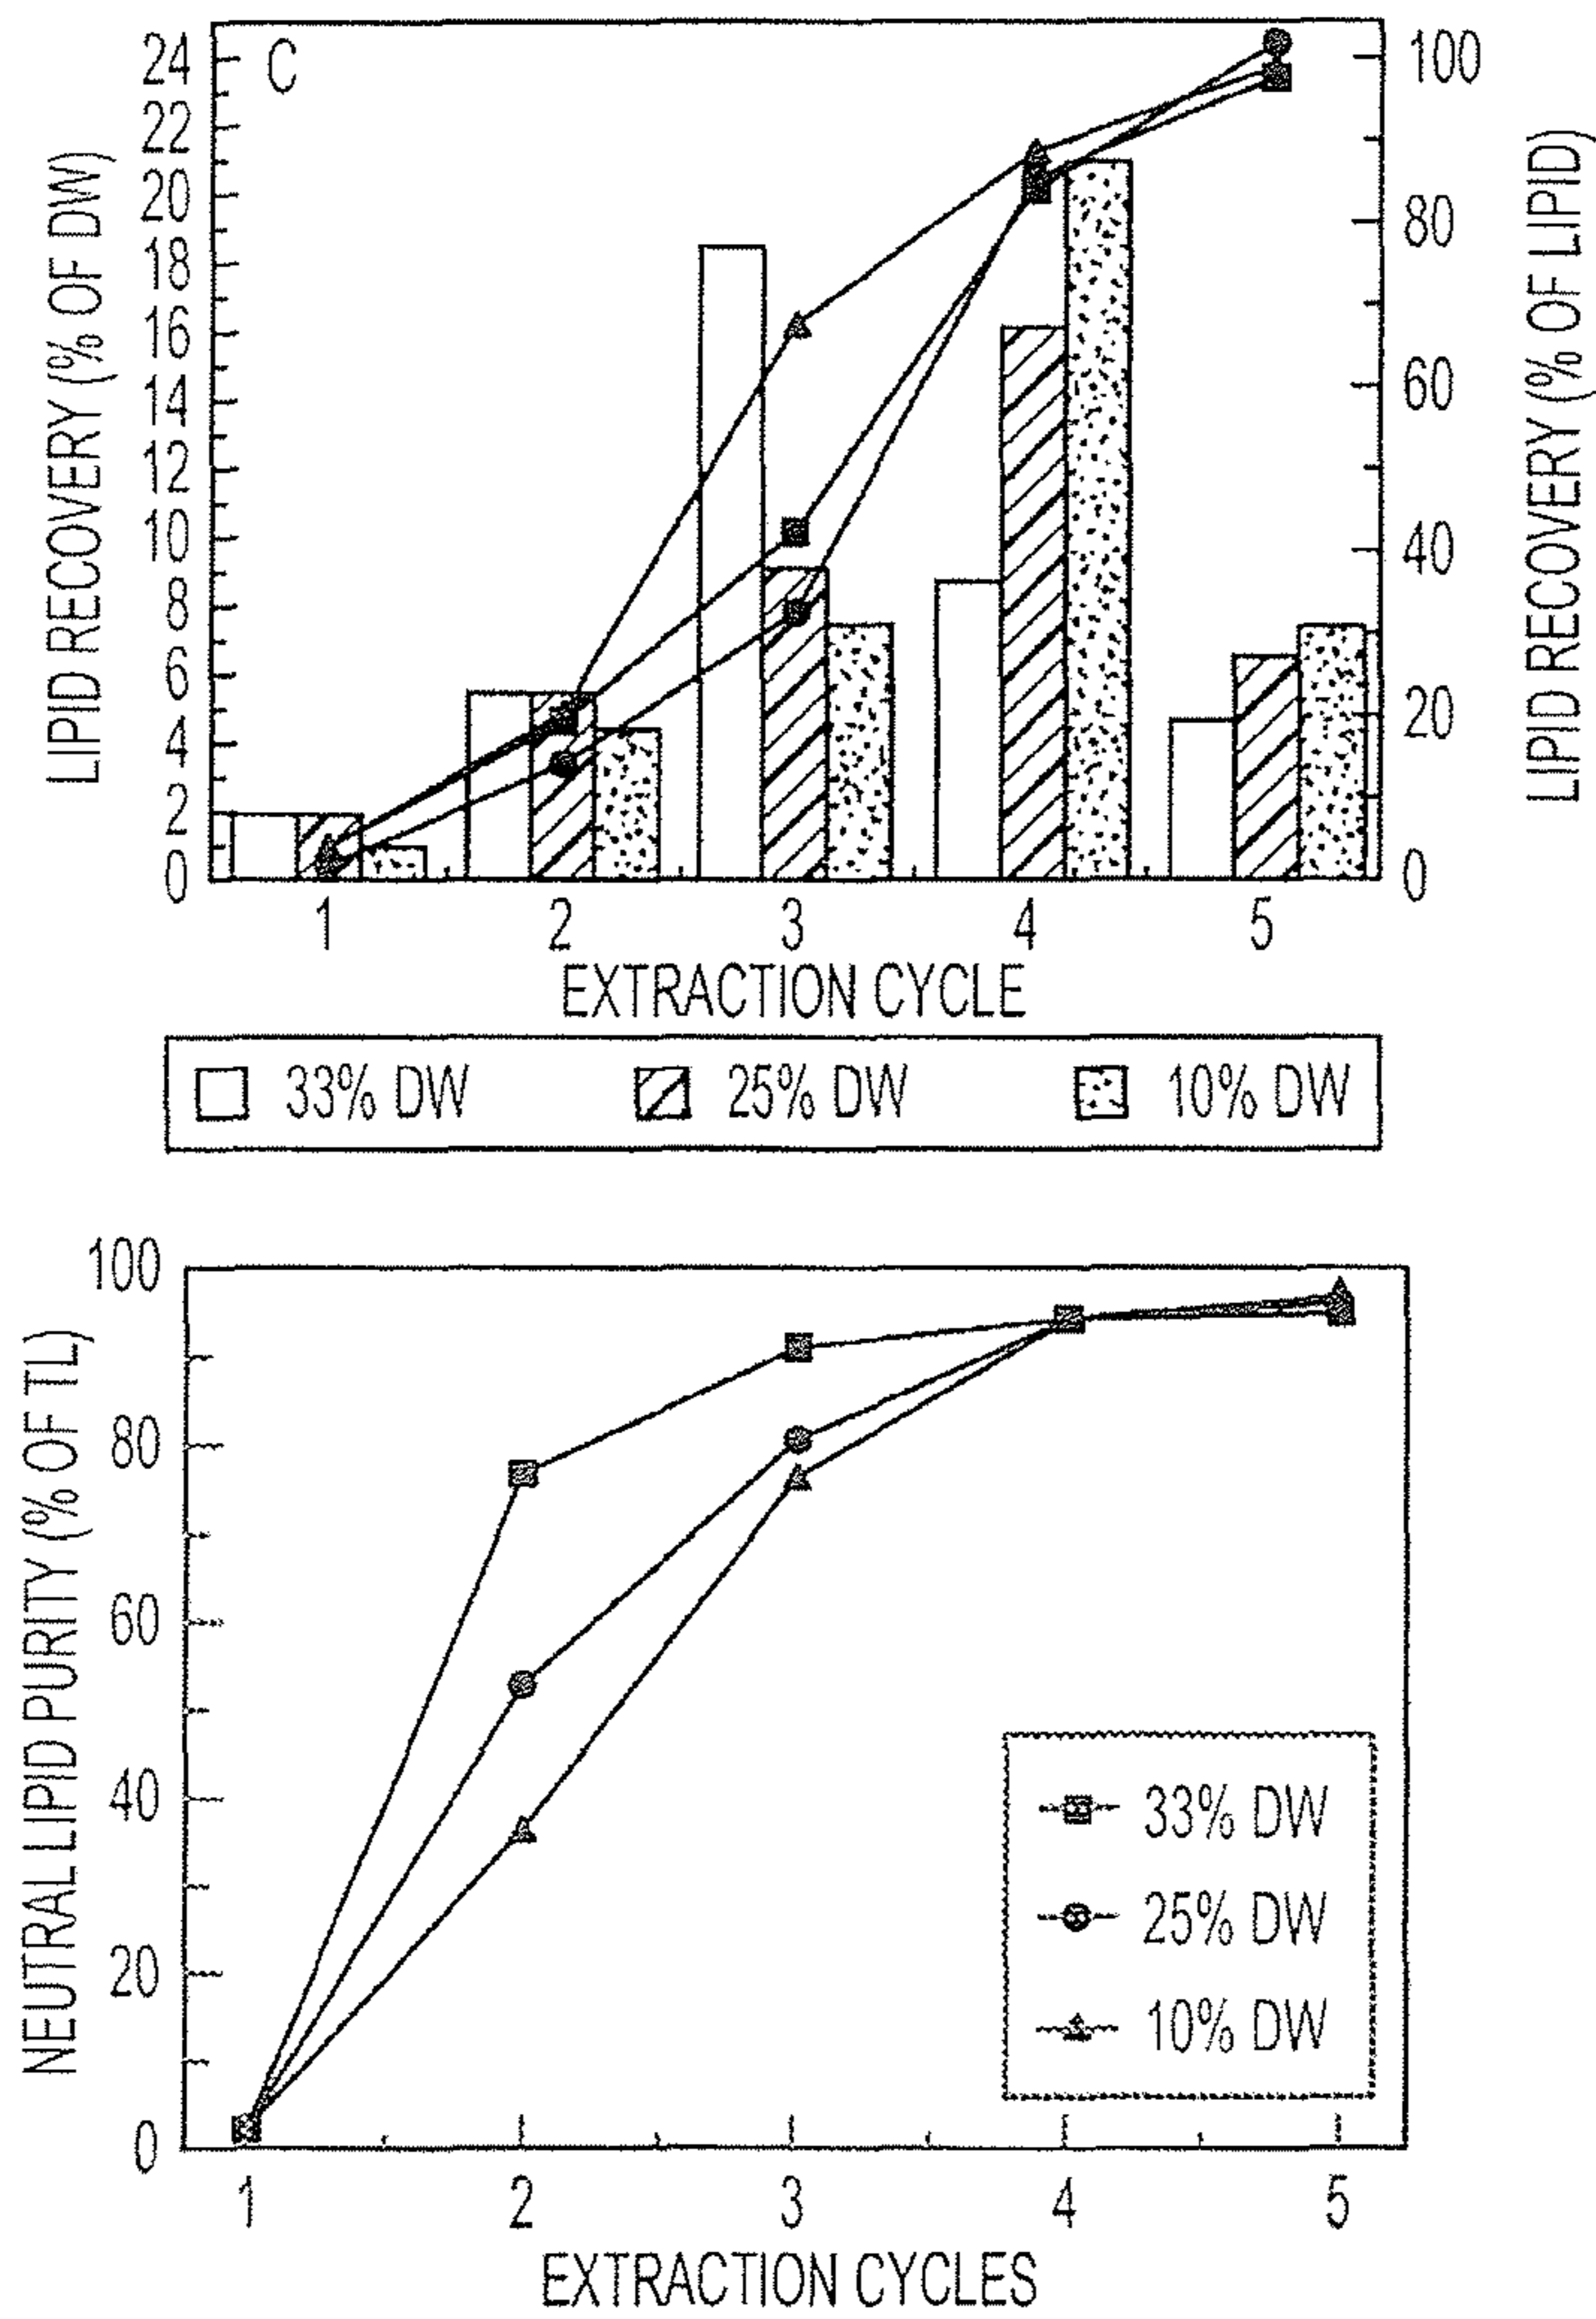 C
LIPID RECOVERY (% OF DW)
24
22
20
18
16
14
12
10
8
6
4
2
0
100
80
60
40
20
0
LIPID RECOVERY (% OF LIPID)
1 2 3 4 5
EXTRACTION CYCLE
33% DW 25% DW 10% DW
NEUTRAL LIPID PURITY (% OF TL)
100
80
60
40
20
0
33% DW
25% DW
10% DW
1 2 3 4 5
EXTRACTION CYCLES